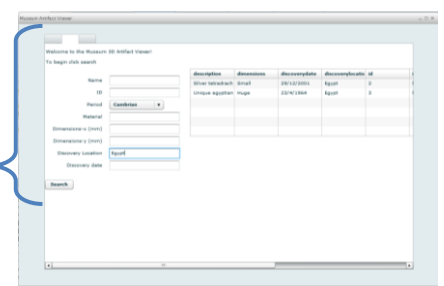 Museum Artifact Viewer
Welcome to the Museum 3D Artifact Viewer!
To begin click search
Name
ID
Period Cambrian
Material
Dimensions-x (mm)
Dimensions-y (mm)
Discovery Location Egypt
Discovery date
Search
description dimensions discoverydate discoverylocatio id
Silver tetradrach Small 29/12/2001 Egypt 2
Unique egyptian Huge 22/4/1964 Egypt 3